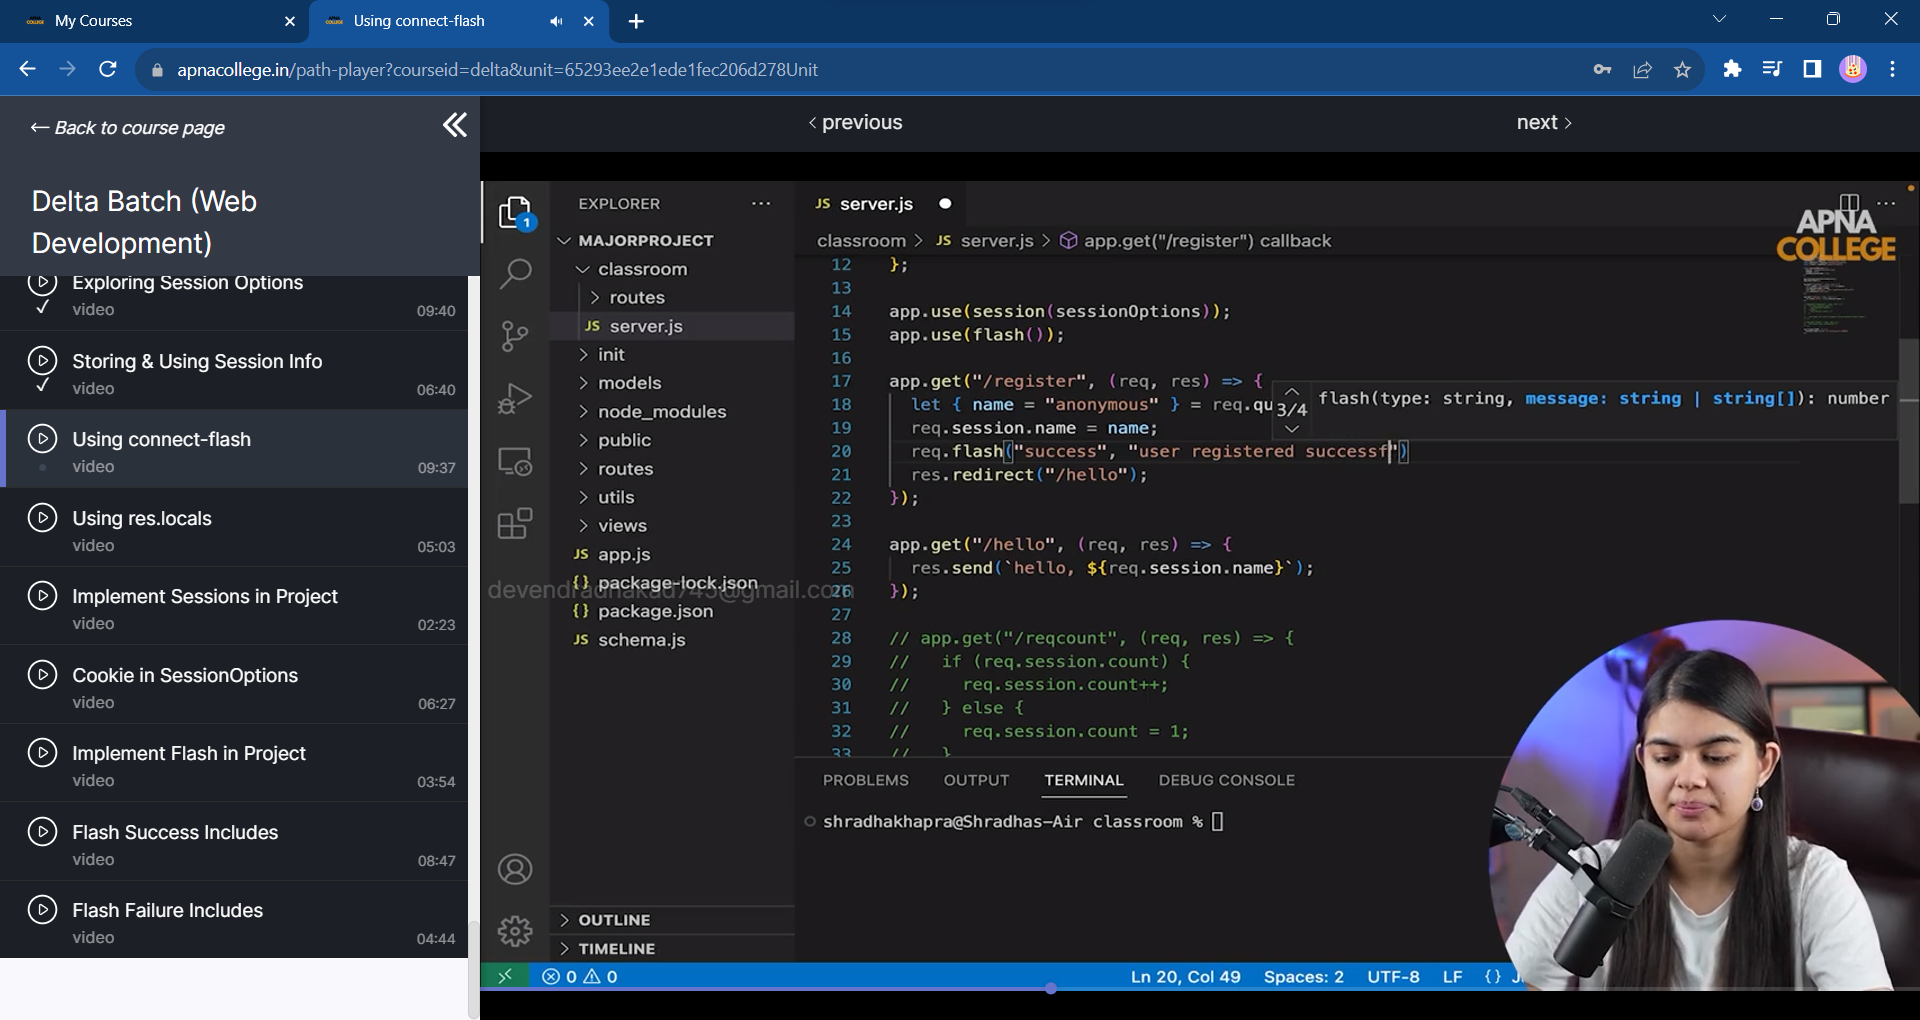 My Courses
Using connect-flash
apnacollege.in/path-player?courseid=delta&unit=65293ee2e1ede1fec206d278Unit
← Back to course page
‹ previous
next ›
Delta Batch (Web
Development)
Exploring Session Options
video
09:40
Storing & Using Session Info
video
06:40
Using connect-flash
video
09:37
Using res.locals
video
05:03
Implement Sessions in Project
video
02:23
Cookie in SessionOptions
video
06:27
Implement Flash in Project
video
03:54
Flash Success Includes
video
08:47
Flash Failure Includes
video
04:44
1
EXPLORER
MAJORPROJECT
classroom
routes
JS server.js
init
models
node_modules
public
routes
utils
views
JS app.js
{} package-lock.json
{} package.json
JS schema.js
OUTLINE
TIMELINE
devendradhakad745@gmail.com
JS server.js
APNA
COLLEGE
classroom > JS server.js > app.get("/register") callback
12 };
13
14 app.use(session(sessionOptions));
15 app.use(flash());
16
17 app.get("/register", (req, res) => {
18 let { name = "anonymous" } = req.qu
3/4 flash(type: string, message: string | string[]): number
19 req.session.name = name;
20 req.flash("success", "user registered successf")
21 res.redirect("/hello");
22 });
23
24 app.get("/hello", (req, res) => {
25 res.send(`hello, ${req.session.name}`);
26 });
27
28 // app.get("/reqcount", (req, res) => {
29 // if (req.session.count) {
30 // req.session.count++;
31 // } else {
32 // req.session.count = 1;
33 // }
PROBLEMS OUTPUT TERMINAL DEBUG CONSOLE
shradhakhapra@Shradhas-Air classroom %
0 0
Ln 20, Col 49 Spaces: 2 UTF-8 LF {}